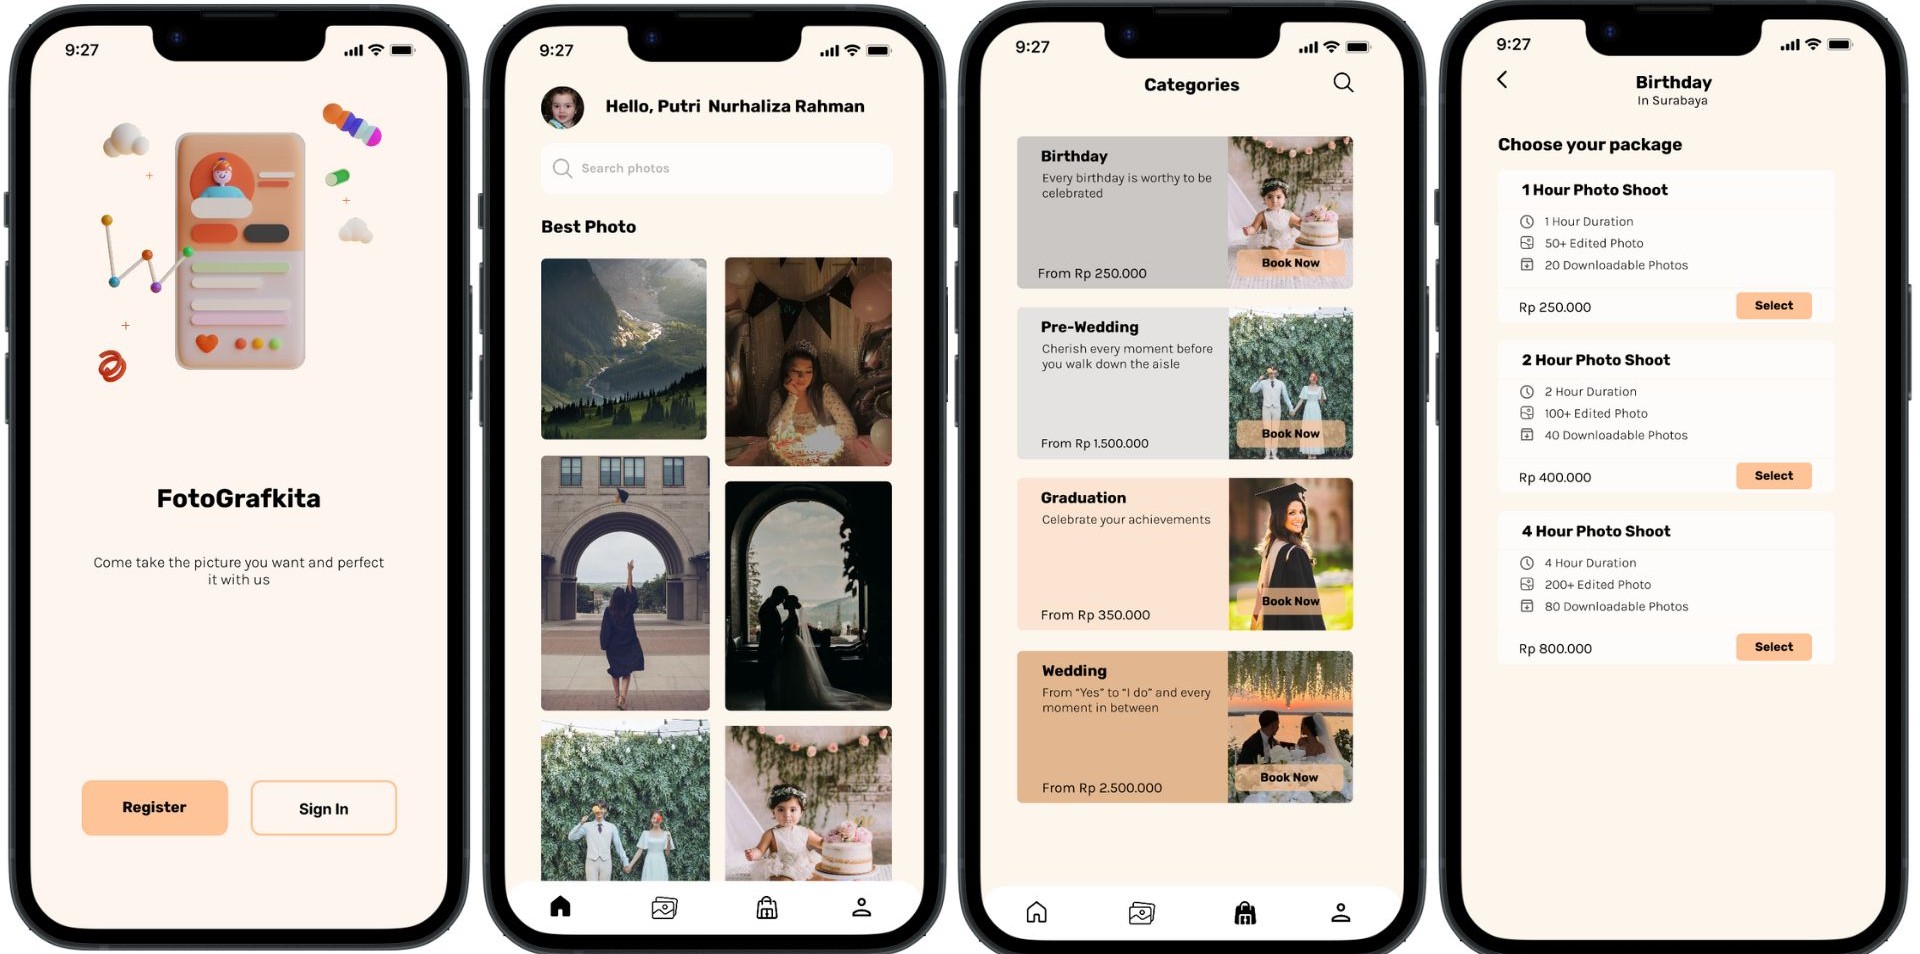 9:27
FotoGrafkita
Come take the picture you want and perfect
it with us
Register
Sign In
9:27
Hello, Putri Nurhaliza Rahman
Search photos
Best Photo
9:27
Categories
Birthday
Every birthday is worthy to be
celebrated
From Rp 250.000
Book Now
Pre-Wedding
Cherish every moment before
you walk down the aisle
From Rp 1.500.000
Book Now
Graduation
Celebrate your achievements
From Rp 350.000
Book Now
Wedding
From “Yes” to “I do” and every
moment in between
From Rp 2.500.000
Book Now
9:27
Birthday
In Surabaya
Choose your package
1 Hour Photo Shoot
1 Hour Duration
50+ Edited Photo
20 Downloadable Photos
Rp 250.000
Select
2 Hour Photo Shoot
2 Hour Duration
100+ Edited Photo
40 Downloadable Photos
Rp 400.000
Select
4 Hour Photo Shoot
4 Hour Duration
200+ Edited Photo
80 Downloadable Photos
Rp 800.000
Select